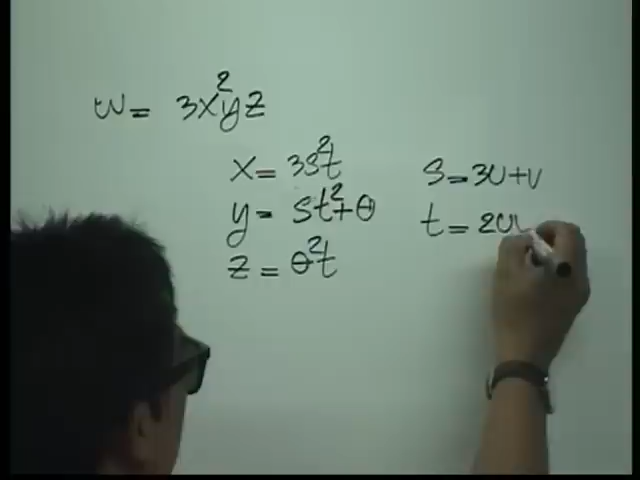 w = 3x²yz
x = 3s²t
y = st²+θ
z = θ²t
s = 3u+v
t = 2u